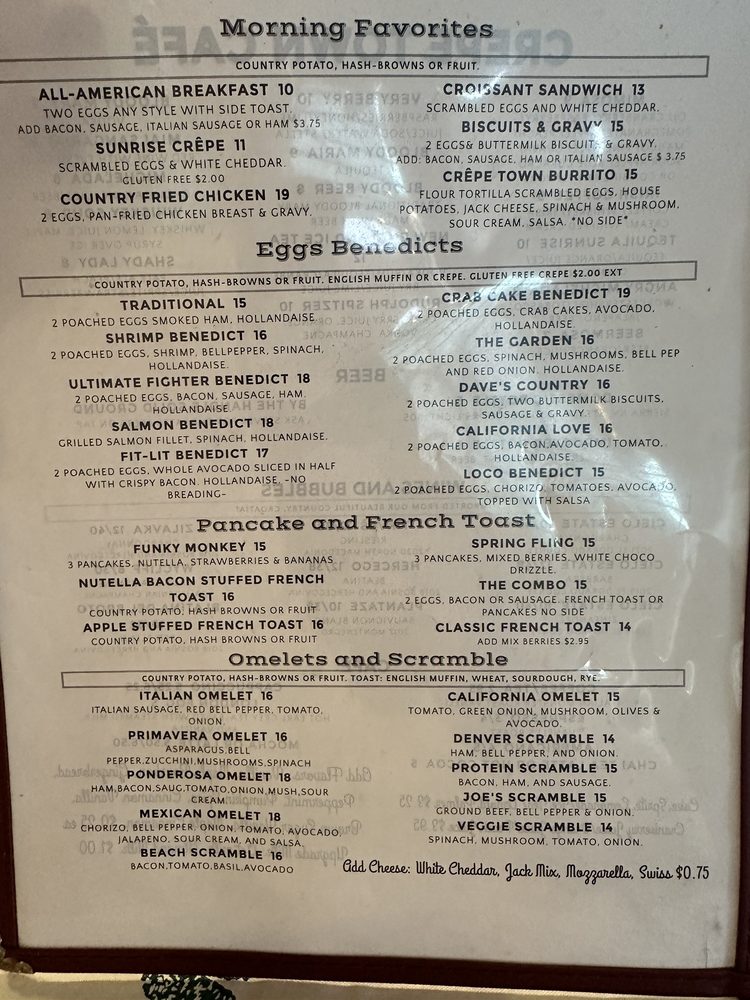 Morning Favorites
COUNTRY POTATO, HASH-BROWNS OR FRUIT.
ALL-AMERICAN BREAKFAST 10
TWO EGGS ANY STYLE WITH SIDE TOAST.
ADD BACON, SAUSAGE, ITALIAN SAUSAGE OR HAM $3.75
SUNRISE CRÊPE 11
SCRAMBLED EGGS & WHITE CHEDDAR.
GLUTEN FREE $2.00
COUNTRY FRIED CHICKEN 19
2 EGGS, PAN-FRIED CHICKEN BREAST & GRAVY.
CROISSANT SANDWICH 13
SCRAMBLED EGGS AND WHITE CHEDDAR.
BISCUITS & GRAVY 15
2 EGGS& BUTTERMILK BISCUITS & GRAVY.
ADD: BACON, SAUSAGE, HAM OR ITALIAN SAUSAGE $ 3.75
CRÊPE TOWN BURRITO 15
FLOUR TORTILLA SCRAMBLED EGGS, HOUSE
POTATOES, JACK CHEESE, SPINACH & MUSHROOM,
SOUR CREAM, SALSA. *NO SIDE*
Eggs Benedicts
COUNTRY POTATO, HASH-BROWNS OR FRUIT. ENGLISH MUFFIN OR CREPE. GLUTEN FREE CREPE $2.00 EXT
TRADITIONAL 15
2 POACHED EGGS SMOKED HAM, HOLLANDAISE.
SHRIMP BENEDICT 16
2 POACHED EGGS, SHRIMP, BELLPEPPER, SPINACH,
HOLLANDAISE.
ULTIMATE FIGHTER BENEDICT 18
2 POACHED EGGS, BACON, SAUSAGE, HAM,
HOLLANDAISE
SALMON BENEDICT 18
GRILLED SALMON FILLET, SPINACH, HOLLANDAISE.
FIT-LIT BENEDICT 17
2 POACHED EGGS, WHOLE AVOCADO SLICED IN HALF
WITH CRISPY BACON. HOLLANDAISE, -NO
BREADING-
CRAB CAKE BENEDICT 19
2 POACHED EGGS, CRAB CAKES, AVOCADO,
HOLLANDAISE.
THE GARDEN 16
2 POACHED EGGS, SPINACH, MUSHROOMS, BELL PEP
AND RED ONION. HOLLANDAISE.
DAVE'S COUNTRY 16
2 POACHED EGGS, TWO BUTTERMILK BISCUITS,
SAUSAGE & GRAVY.
CALIFORNIA LOVE 16
2 POACHED EGGS, BACON,AVOCADO, TOMATO,
HOLLANDAISE.
LOCO BENEDICT 15
2 POACHED EGGS, CHORIZO, TOMATOES, AVOCADO,
TOPPED WITH SALSA
Pancake and French Toast
FUNKY MONKEY 15
3 PANCAKES, NUTELLA, STRAWBERRIES & BANANAS
NUTELLA BACON STUFFED FRENCH
TOAST 16
COUNTRY POTATO, HASH BROWNS OR FRUIT
APPLE STUFFED FRENCH TOAST 16
COUNTRY POTATO, HASH BROWNS OR FRUIT
SPRING FLING 15
3 PANCAKES, MIXED BERRIES, WHITE CHOCO
DRIZZLE.
THE COMBO 15
2 EGGS, BACON OR SAUSAGE. FRENCH TOAST OR
PANCAKES NO SIDE
CLASSIC FRENCH TOAST 14
ADD MIX BERRIES $2.95
Omelets and Scramble
COUNTRY POTATO, HASH-BROWNS OR FRUIT. TOAST: ENGLISH MUFFIN, WHEAT, SOURDOUGH, RYE.
ITALIAN OMELET 16
ITALIAN SAUSAGE, RED BELL PEPPER, TOMATO,
ONION.
PRIMAVERA OMELET 16
ASPARAGUS,BELL
PEPPER,ZUCCHINI,MUSHROOMS,SPINACH
PONDEROSA OMELET 18
HAM,BACON,SAUG,TOMATO,ONION,MUSH,SOUR
CREAM.
MEXICAN OMELET 18
CHORIZO, BELL PEPPER, ONION, TOMATO, AVOCADO,
JALAPENO, SOUR CREAM, AND SALSA.
BEACH SCRAMBLE 16
BACON,TOMATO,BASIL,AVOCADO
CALIFORNIA OMELET 15
TOMATO, GREEN ONION, MUSHROOM, OLIVES &
AVOCADO.
DENVER SCRAMBLE 14
HAM, BELL PEPPER, AND ONION.
PROTEIN SCRAMBLE 15
BACON, HAM, AND SAUSAGE.
JOE'S SCRAMBLE 15
GROUND BEEF, BELL PEPPER & ONION.
VEGGIE SCRAMBLE 14
SPINACH, MUSHROOM, TOMATO, ONION.
Add Cheese: White Cheddar, Jack Mix, Mozzarella, Swiss $0.75